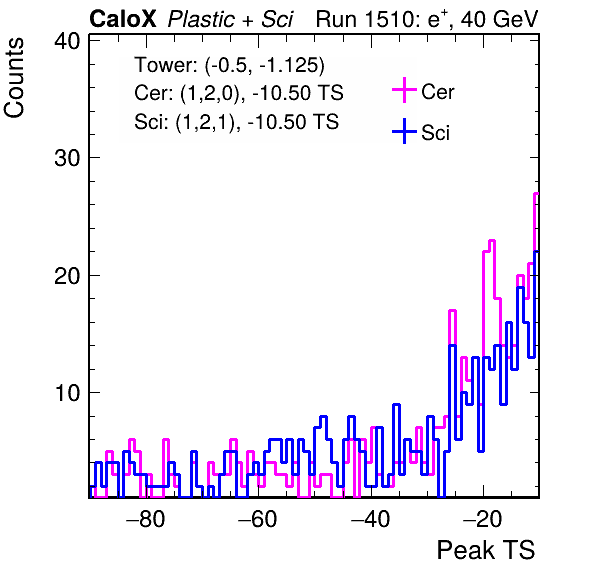 CaloX Plastic + Sci Run 1510: e+, 40 GeV
Counts
40
30
20
10
Tower: (-0.5, -1.125)
Cer: (1,2,0), -10.50 TS
Sci: (1,2,1), -10.50 TS
Cer
Sci
−80 −60 −40 −20
Peak TS